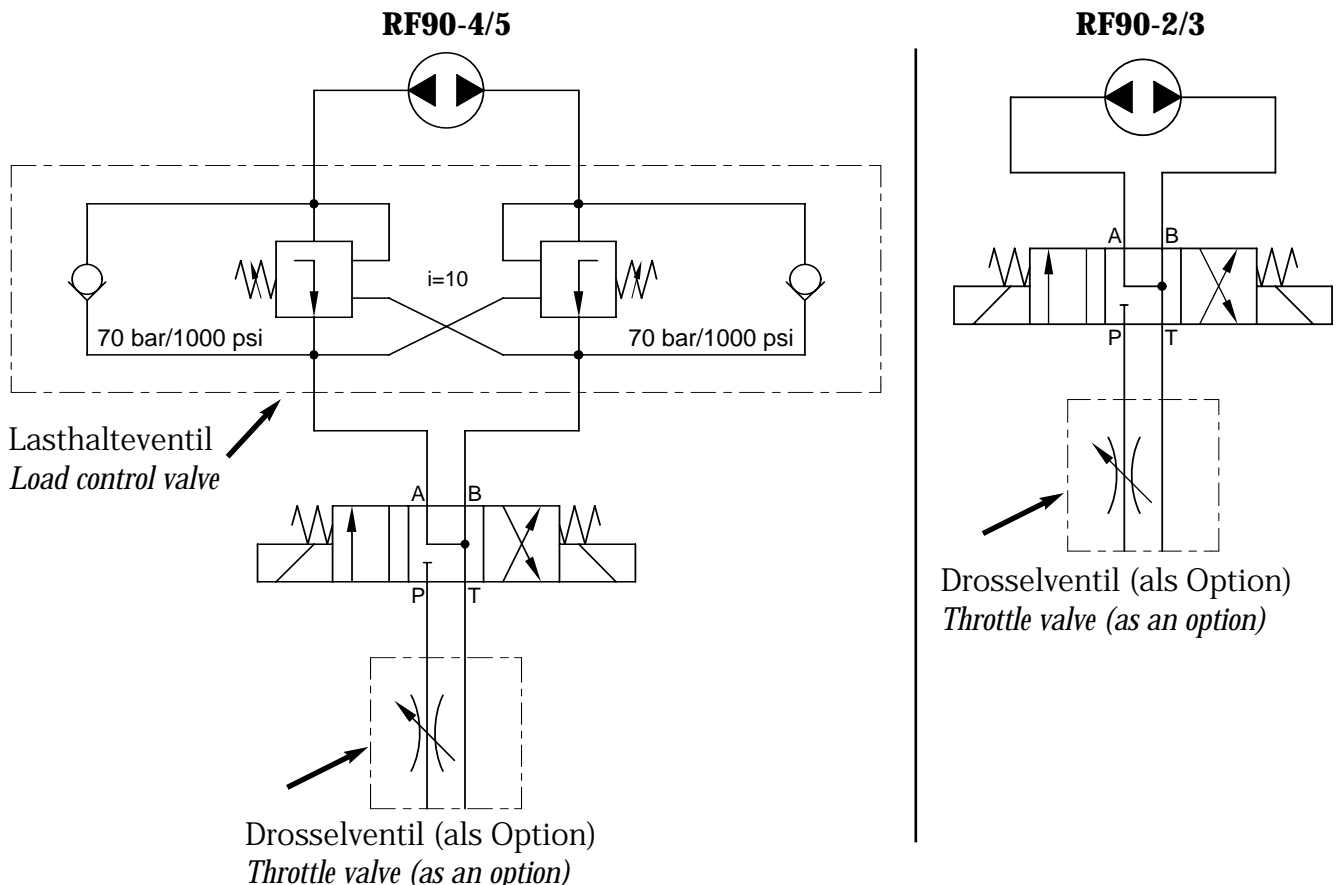 RF90-4/5
i=10
70 bar/1000 psi
70 bar/1000 psi
Lasthalteventil
Load control valve
A B
P T
Drosselventil (als Option)
Throttle valve (as an option)
RF90-2/3
A B
P T
Drosselventil (als Option)
Throttle valve (as an option)